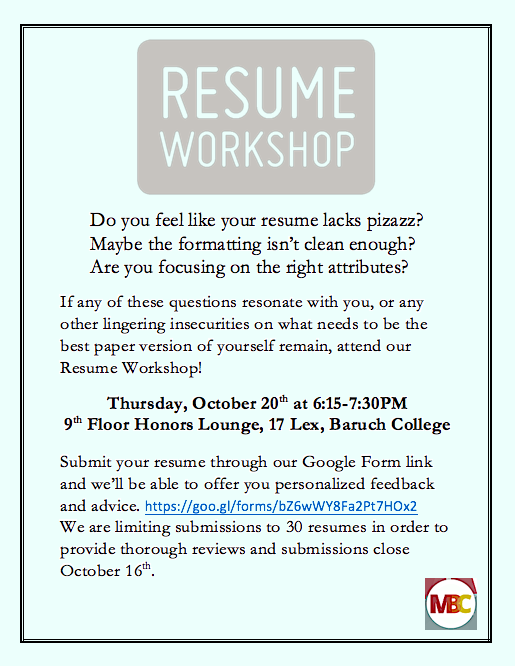 RESUME
WORKSHOP
Do you feel like your resume lacks pizazz?
Maybe the formatting isn't clean enough?
Are you focusing on the right attributes?
If any of these questions resonate with you, or any
other lingering insecurities on what needs to be the
best paper version of yourself remain, attend our
Resume Workshop!
Thursday, October 20th at 6:15-7:30PM
9th Floor Honors Lounge, 17 Lex, Baruch College
Submit your resume through our Google Form link
and we'll be able to offer you personalized feedback
and advice. https://goo.gl/forms/bZ6wWY8Fa2Pt7HOx2
We are limiting submissions to 30 resumes in order to
provide thorough reviews and submissions close
October 16th.
MBC